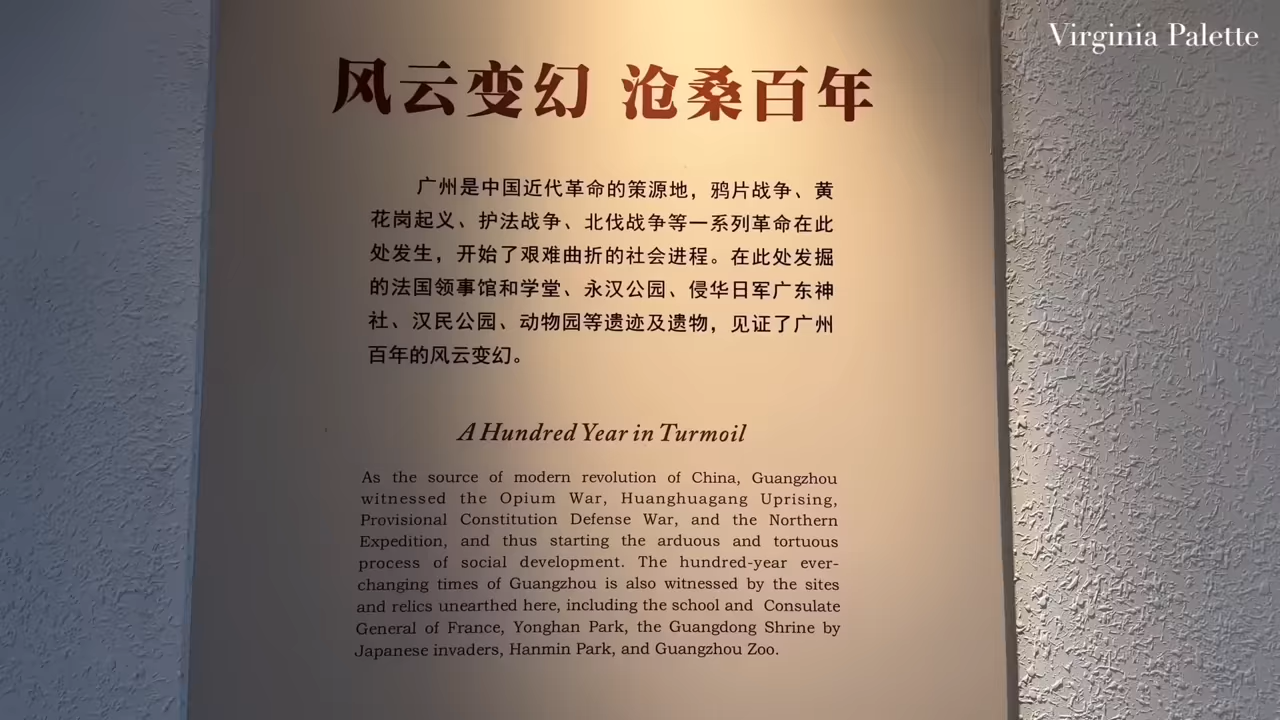 Virginia Palette
风云变幻 沧桑百年
广州是中国近代革命的策源地，鸦片战争、黄
花岗起义、护法战争、北伐战争等一系列革命在此
处发生，开始了艰难曲折的社会进程。在此处发掘
的法国领事馆和学堂、永汉公园、侵华日军广东神
社、汉民公园、动物园等遗迹及遗物，见证了广州
百年的风云变幻。
A Hundred Year in Turmoil
As the source of modern revolution of China, Guangzhou
witnessed the Opium War, Huanghuagang Uprising,
Provisional Constitution Defense War, and the Northern
Expedition, and thus starting the arduous and tortuous
process of social development. The hundred-year ever-
changing times of Guangzhou is also witnessed by the sites
and relics unearthed here, including the school and Consulate
General of France, Yonghan Park, the Guangdong Shrine by
Japanese invaders, Hanmin Park, and Guangzhou Zoo.